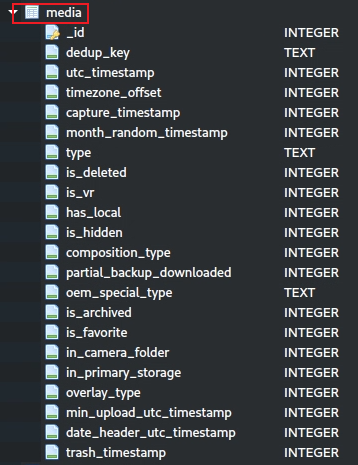 media
_id INTEGER
dedup_key TEXT
utc_timestamp INTEGER
timezone_offset INTEGER
capture_timestamp INTEGER
month_random_timestamp INTEGER
type TEXT
is_deleted INTEGER
is_vr INTEGER
has_local INTEGER
is_hidden INTEGER
composition_type INTEGER
partial_backup_downloaded INTEGER
oem_special_type TEXT
is_archived INTEGER
is_favorite INTEGER
in_camera_folder INTEGER
in_primary_storage INTEGER
overlay_type INTEGER
min_upload_utc_timestamp INTEGER
date_header_utc_timestamp INTEGER
trash_timestamp INTEGER